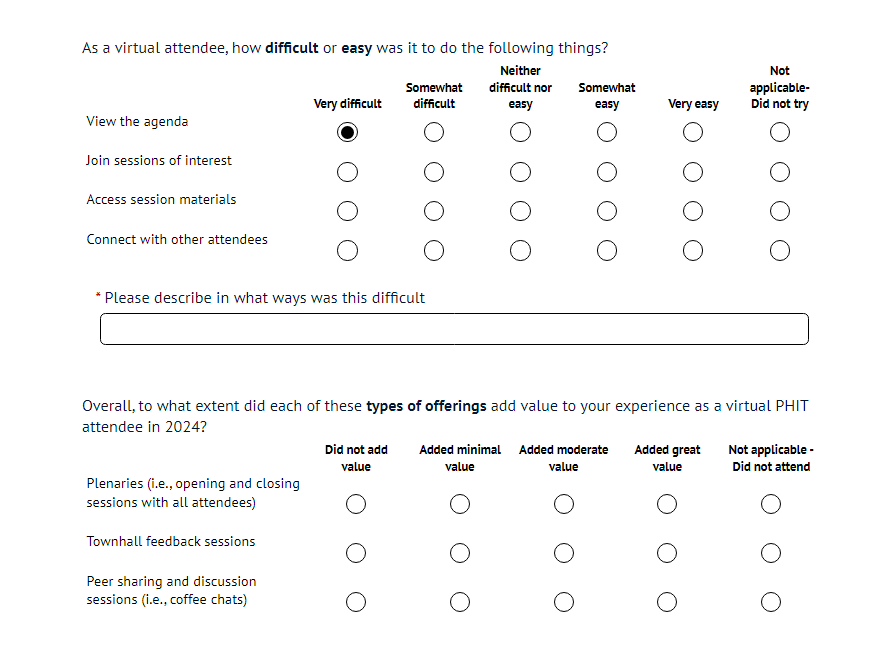 As a virtual attendee, how difficult or easy was it to do the following things?
Very difficult
Somewhat
difficult
Neither
difficult nor
easy
Somewhat
easy
Very easy
Not
applicable-
Did not try
View the agenda
Join sessions of interest
Access session materials
Connect with other attendees
* Please describe in what ways was this difficult
Overall, to what extent did each of these types of offerings add value to your experience as a virtual PHIT
attendee in 2024?
Did not add
value
Added minimal
value
Added moderate
value
Added great
value
Not applicable -
Did not attend
Plenaries (i.e., opening and closing
sessions with all attendees)
Townhall feedback sessions
Peer sharing and discussion
sessions (i.e., coffee chats)